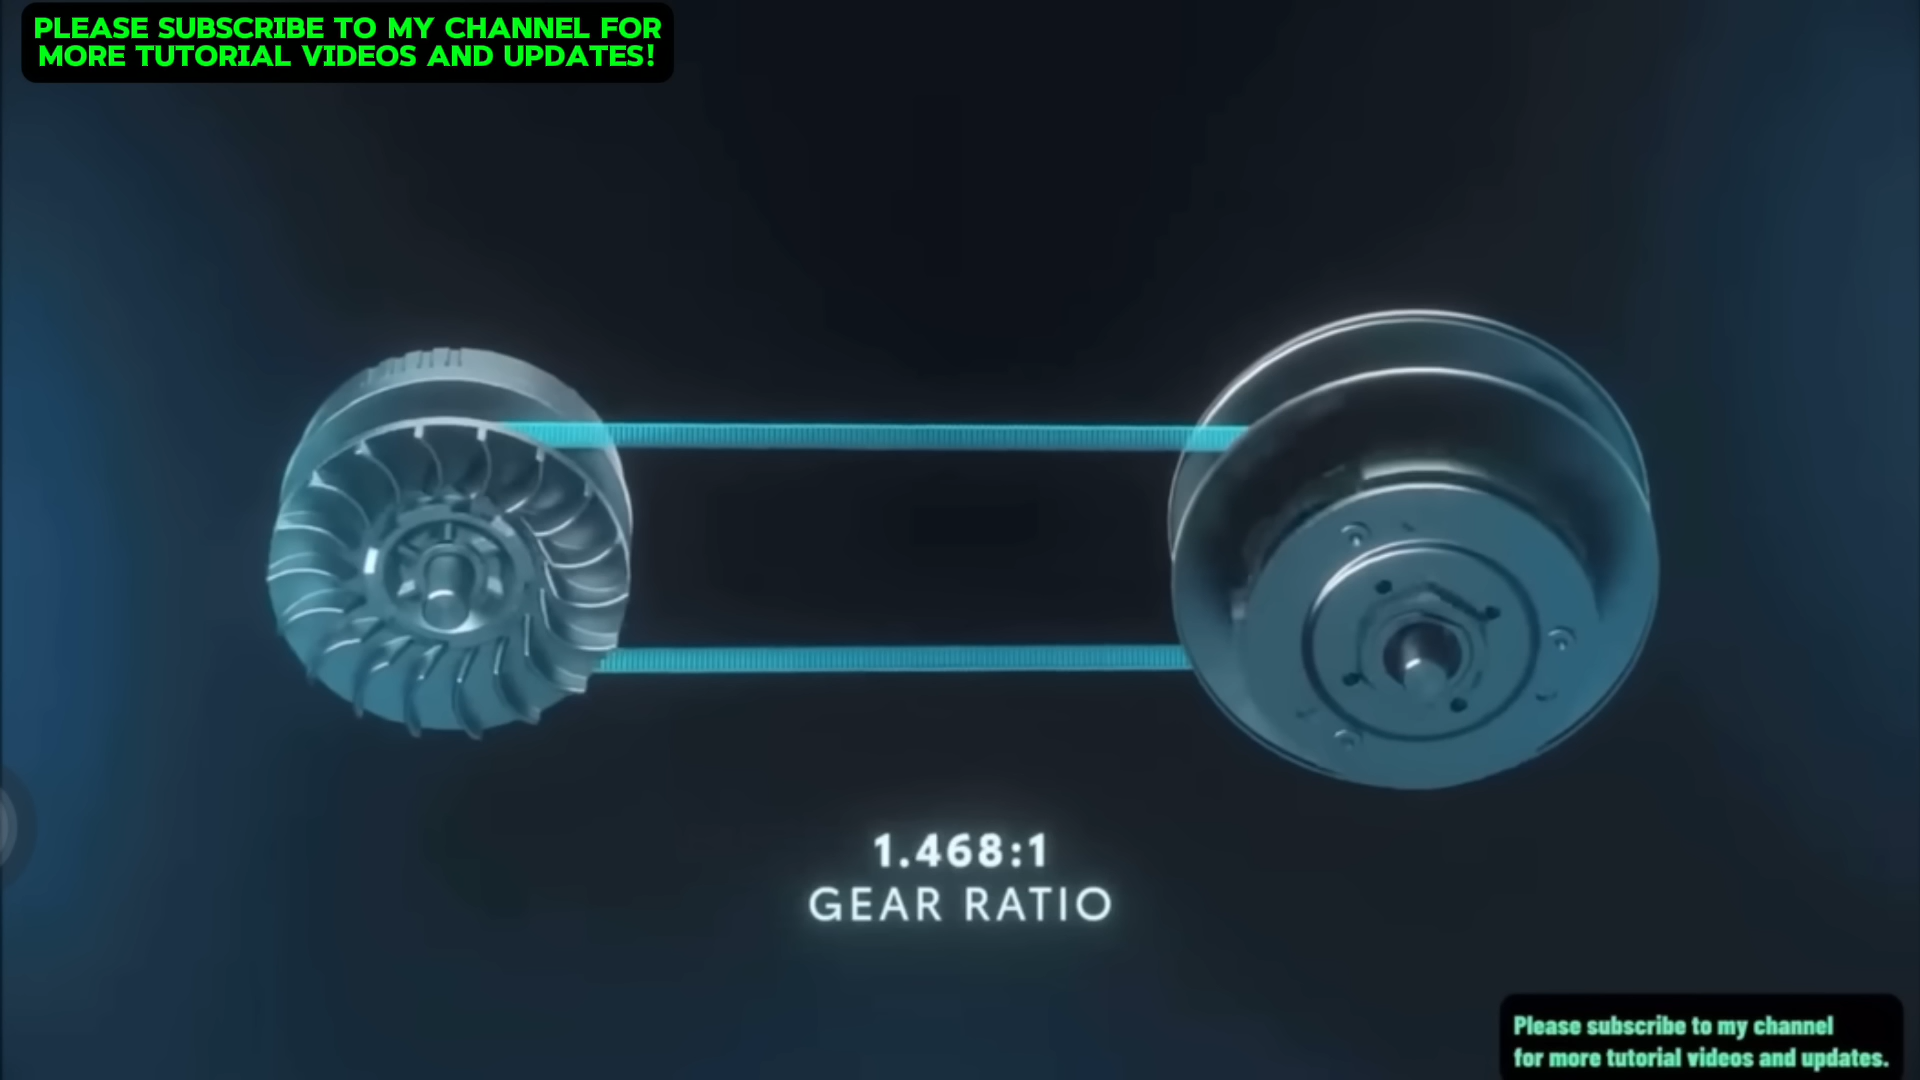 PLEASE SUBSCRIBE TO MY CHANNEL FOR
MORE TUTORIAL VIDEOS AND UPDATES!
1.468:1
GEAR RATIO
Please subscribe to my channel
for more tutorial videos and updates.